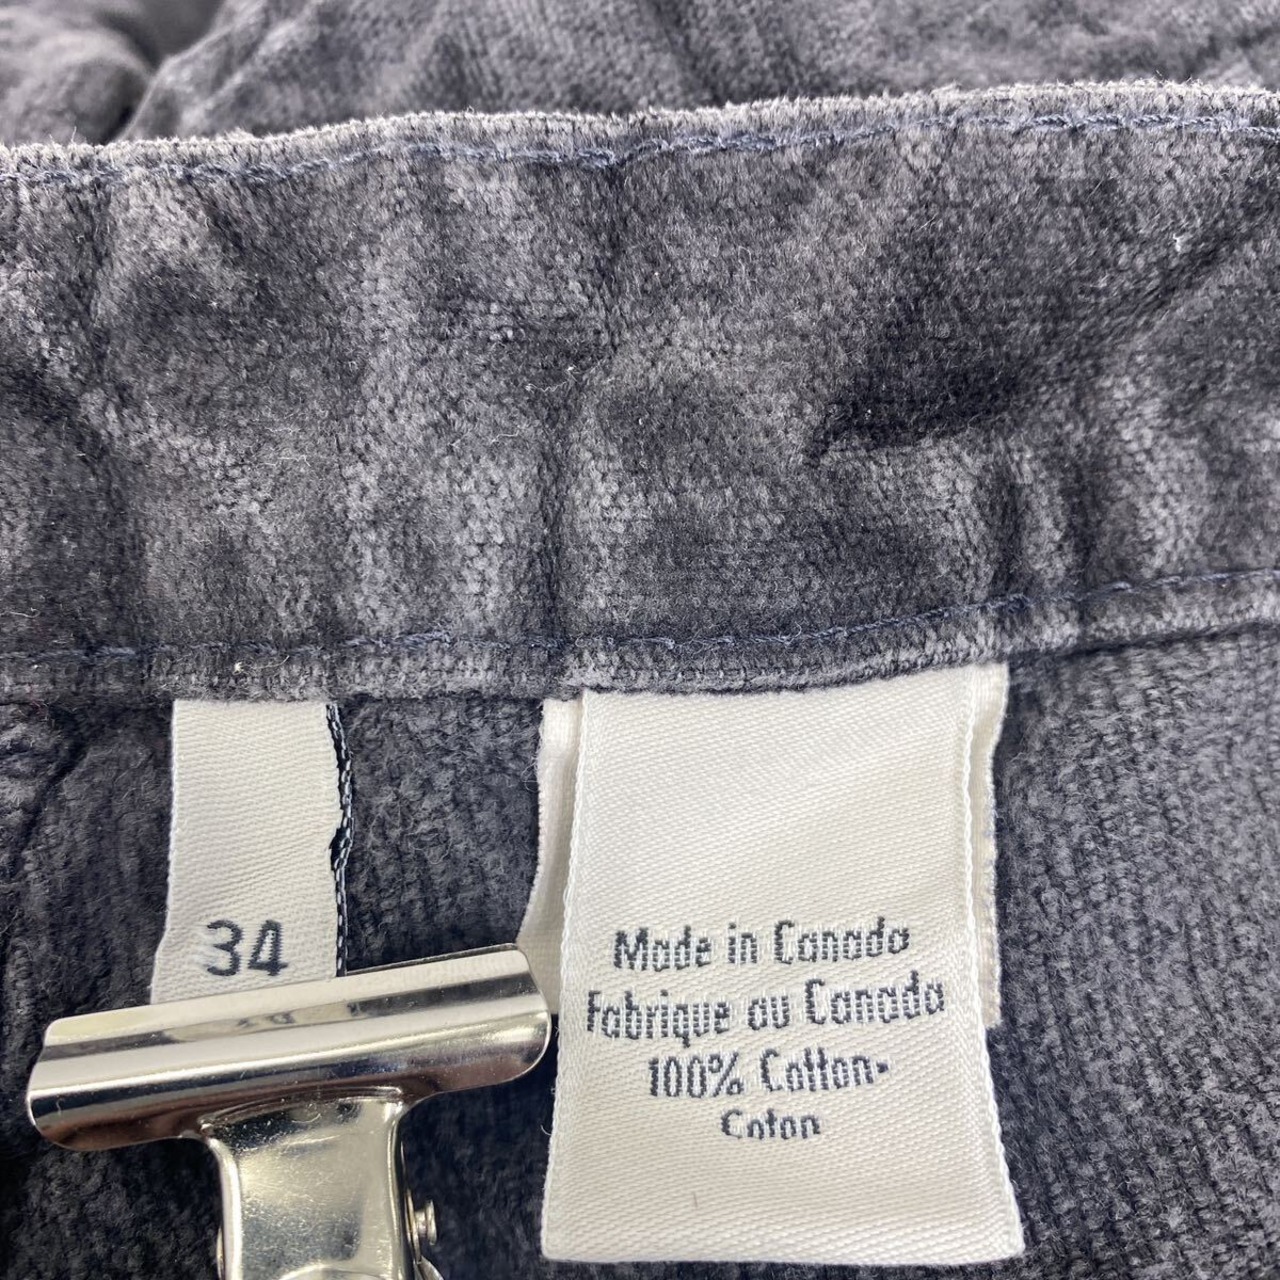 34
Made in Canada
Fabrique au Canada
100% Cotton-
Coton